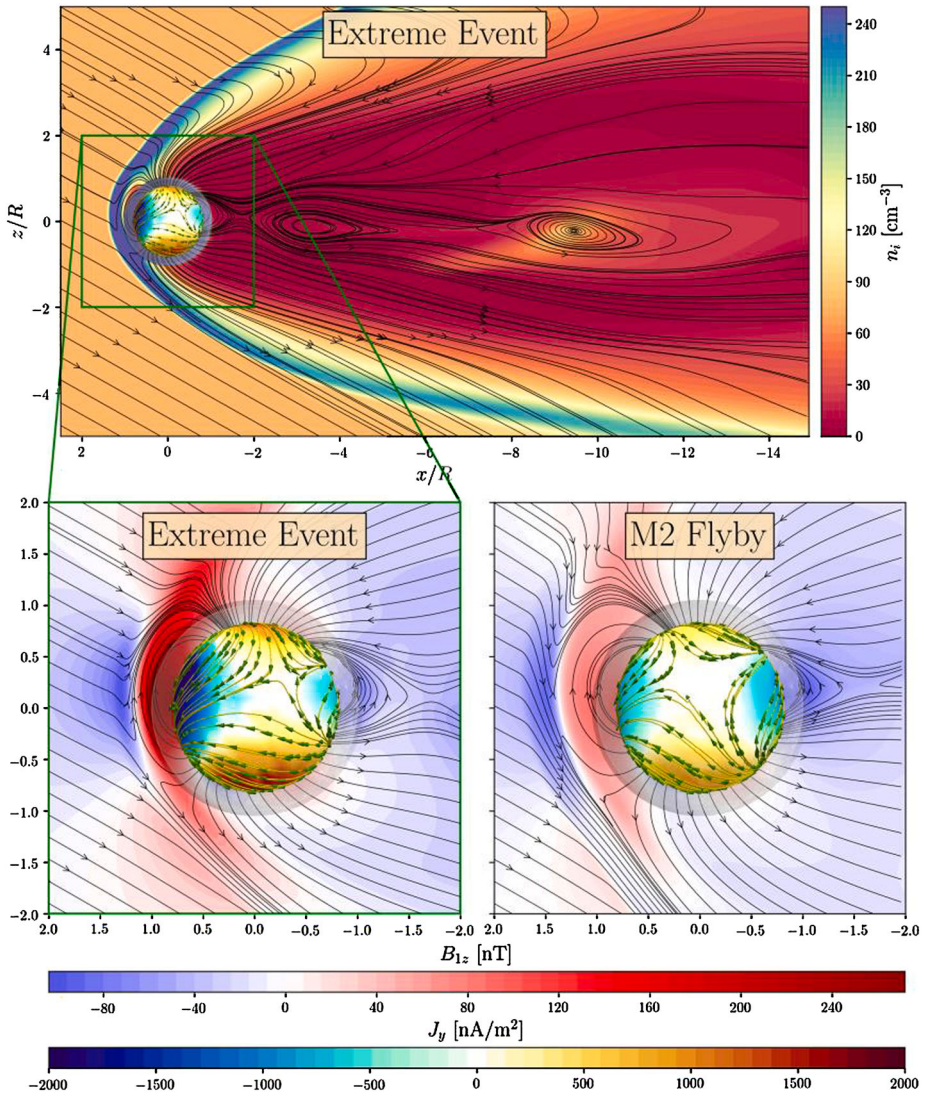 Extreme Event
4
2
0
−2
−4
z/R
2
0
−2
−4
−6
−8
−10
−12
−14
x/R
240
210
180
150
120
90
60
30
0
n_i [cm⁻³]
Extreme Event
M2 Flyby
2.0
1.5
1.0
0.5
0.0
−0.5
−1.0
−1.5
−2.0
2.0 1.5 1.0 0.5 0.0 −0.5 −1.0 −1.5 −2.0
2.0 1.5 1.0 0.5 0.0 −0.5 −1.0 −1.5 −2.0
B₁z [nT]
−80 −40 0 40 80 120 160 200 240
J_y [nA/m²]
−2000 −1500 −1000 −500 0 500 1000 1500 2000